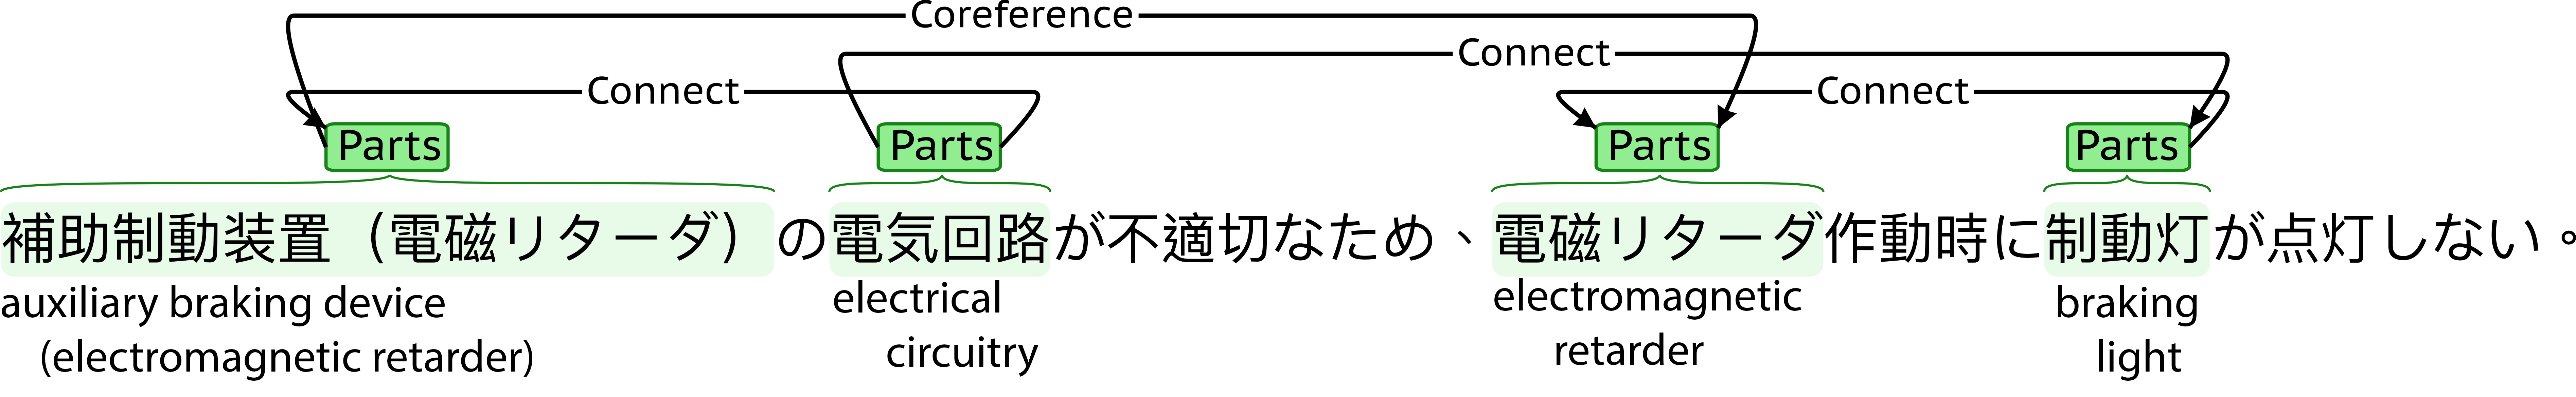 Coreference
Connect
Connect Connect
Parts Parts Parts Parts
補助制動装置（電磁リターダ）の電気回路が不適切なため、電磁リターダ作動時に制動灯が点灯しない。
auxiliary braking device
(electromagnetic retarder)
electrical
circuitry
electromagnetic
retarder
braking
light